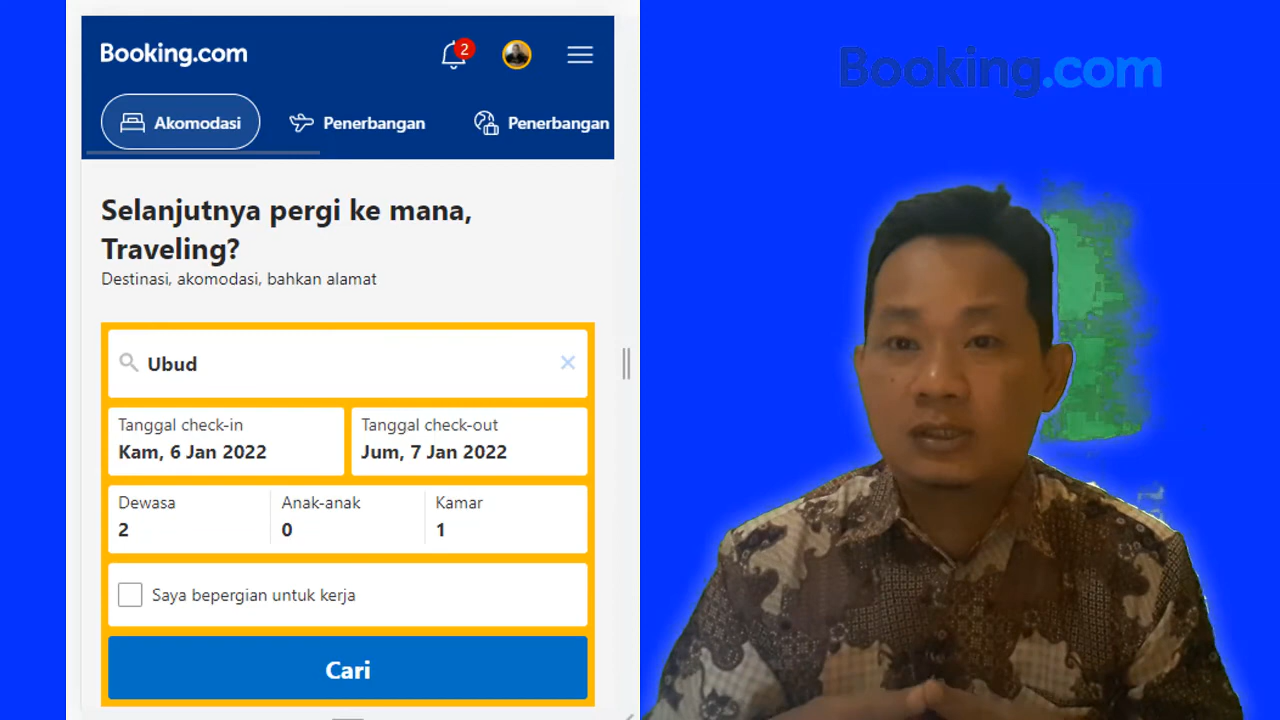 Booking.com
2
Akomodasi
Penerbangan
Penerbangan
Selanjutnya pergi ke mana,
Traveling?
Destinasi, akomodasi, bahkan alamat
Ubud
Tanggal check-in
Kam, 6 Jan 2022
Tanggal check-out
Jum, 7 Jan 2022
Dewasa
2
Anak-anak
0
Kamar
1
Saya bepergian untuk kerja
Cari
Booking.com